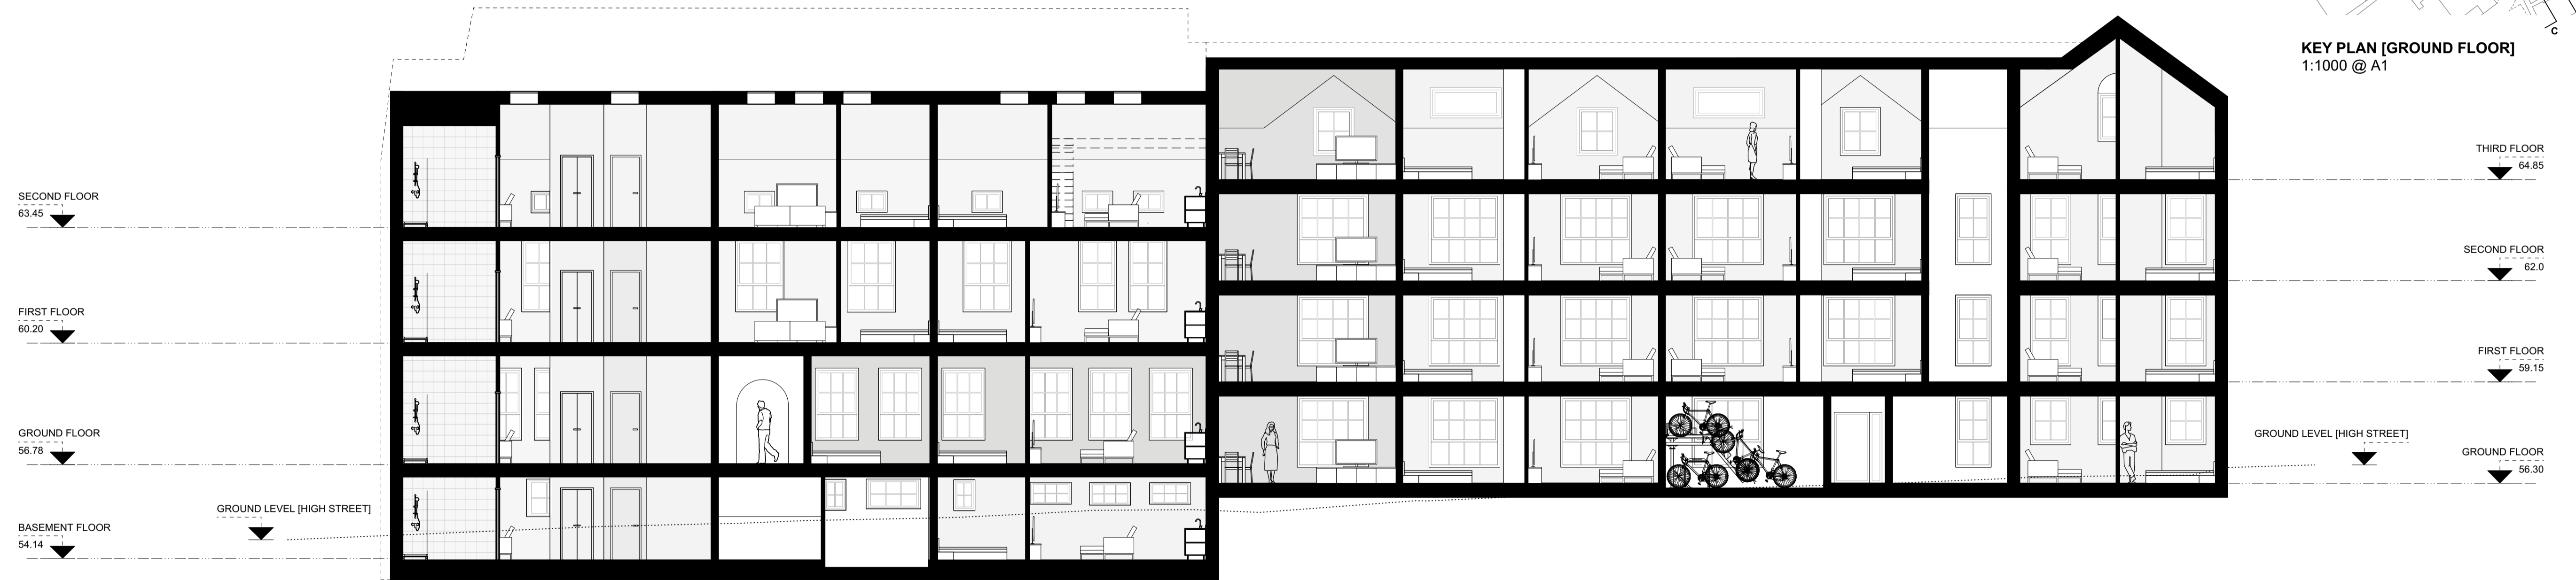 C
KEY PLAN [GROUND FLOOR]
1:1000 @ A1
SECOND FLOOR
63.45
FIRST FLOOR
60.20
GROUND FLOOR
56.78
GROUND LEVEL [HIGH STREET]
BASEMENT FLOOR
54.14
THIRD FLOOR
64.85
SECOND FLOOR
62.0
FIRST FLOOR
59.15
GROUND LEVEL [HIGH STREET]
GROUND FLOOR
56.30